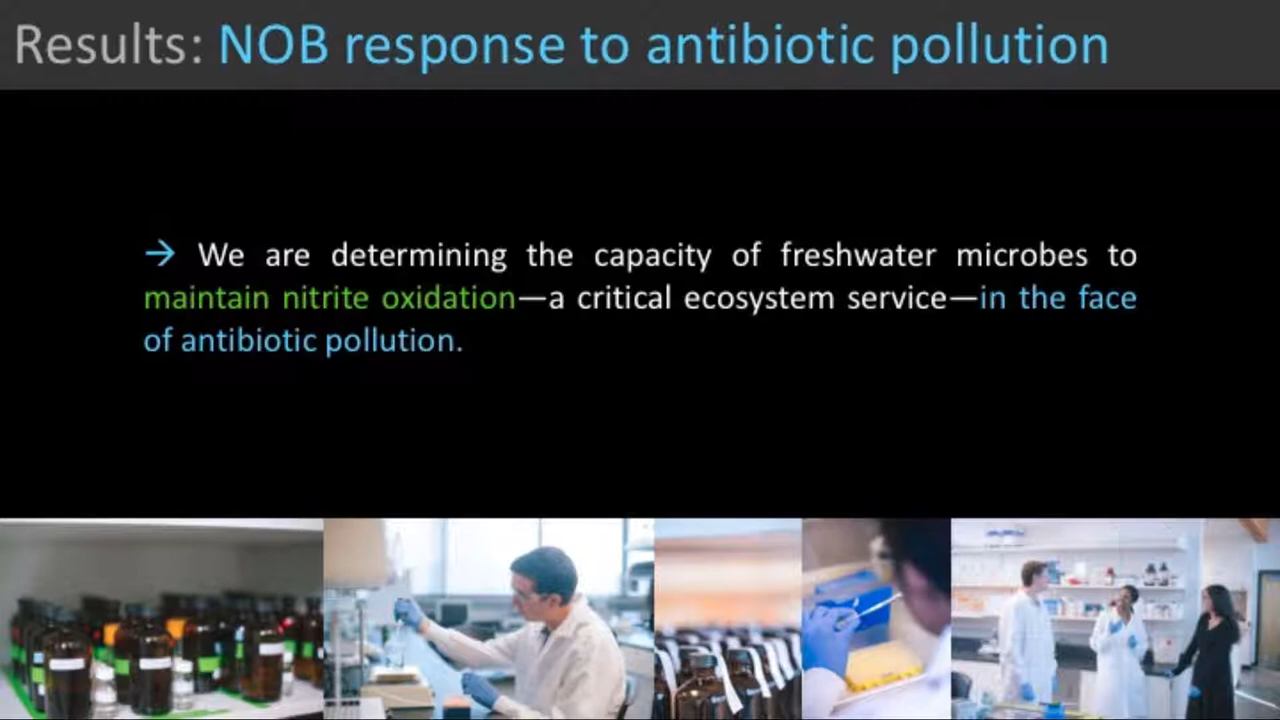 Results: NOB response to antibiotic pollution
→ We are determining the capacity of freshwater microbes to
maintain nitrite oxidation—a critical ecosystem service—in the face
of antibiotic pollution.